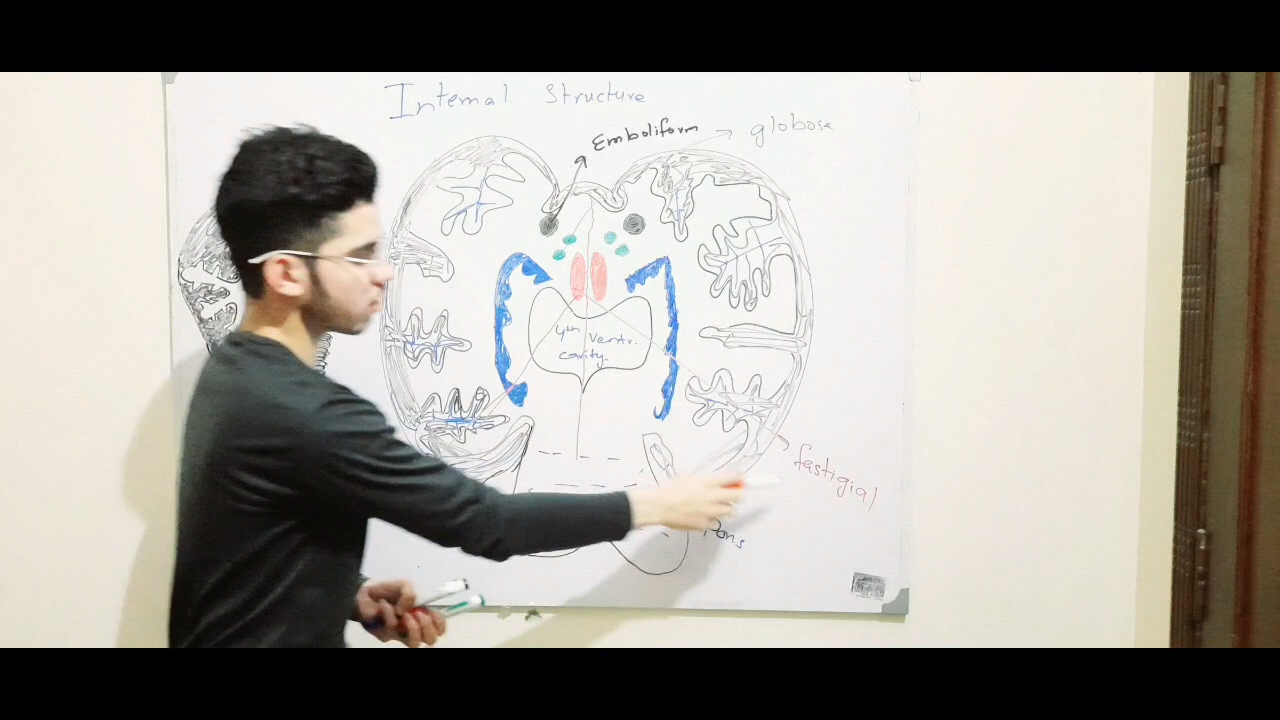 Internal Structure
Emboliform
globose
4th Ventr.
cavity.
fastigial
Pons